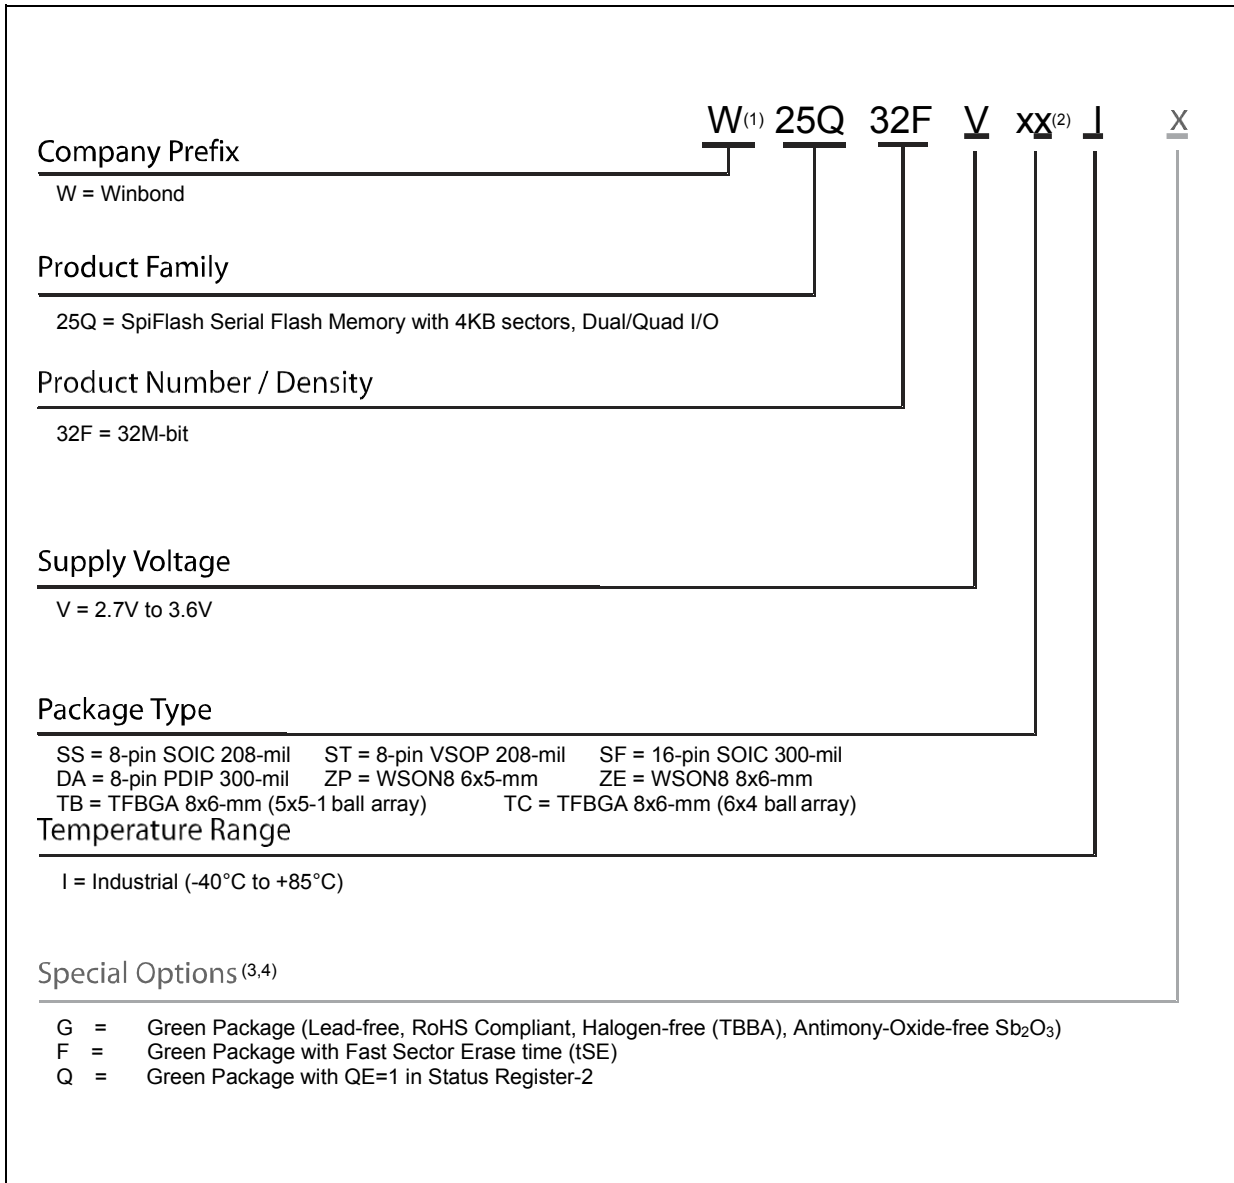 W(1) 25Q 32F V xx(2) I x
Company Prefix
W = Winbond
Product Family
25Q = SpiFlash Serial Flash Memory with 4KB sectors, Dual/Quad I/O
Product Number / Density
32F = 32M-bit
Supply Voltage
V = 2.7V to 3.6V
Package Type
SS = 8-pin SOIC 208-mil ST = 8-pin VSOP 208-mil SF = 16-pin SOIC 300-mil
DA = 8-pin PDIP 300-mil ZP = WSON8 6x5-mm ZE = WSON8 8x6-mm
TB = TFBGA 8x6-mm (5x5-1 ball array) TC = TFBGA 8x6-mm (6x4 ball array)
Temperature Range
I = Industrial (-40°C to +85°C)
Special Options (3,4)
G = Green Package (Lead-free, RoHS Compliant, Halogen-free (TBBA), Antimony-Oxide-free Sb₂O₃)
F = Green Package with Fast Sector Erase time (tSE)
Q = Green Package with QE=1 in Status Register-2